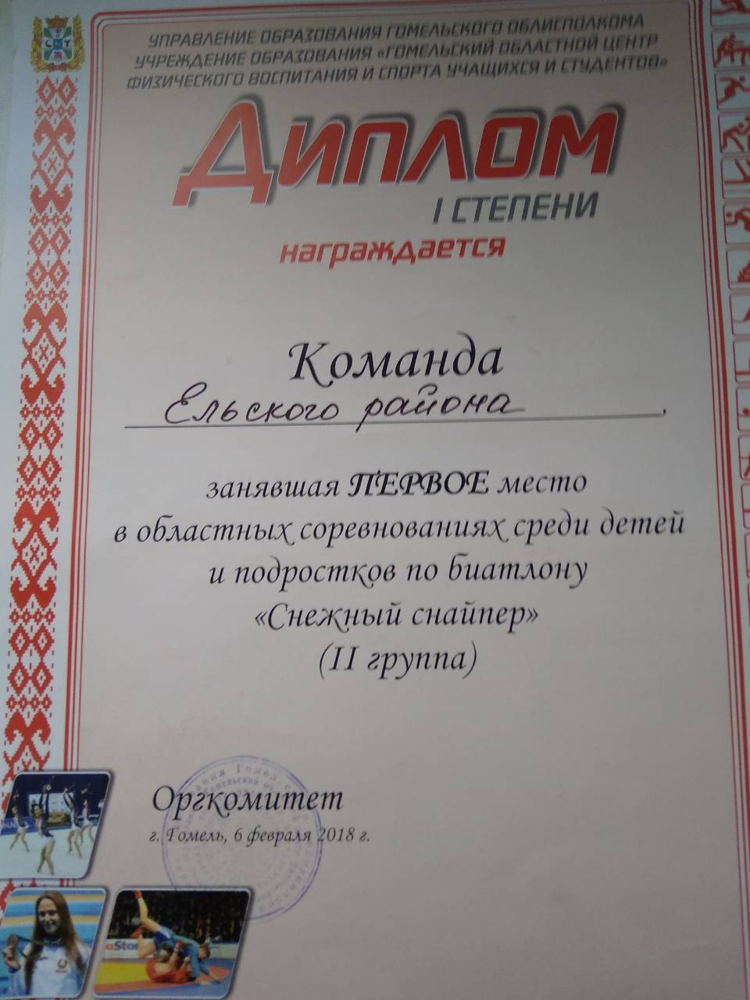 УПРАВЛЕНИЕ ОБРАЗОВАНИЯ ГОМЕЛЬСКОГО ОБЛИСПОЛКОМА
УЧРЕЖДЕНИЕ ОБРАЗОВАНИЯ «ГОМЕЛЬСКИЙ ОБЛАСТНОЙ ЦЕНТР
ФИЗИЧЕСКОГО ВОСПИТАНИЯ И СПОРТА УЧАЩИХСЯ И СТУДЕНТОВ»
ДИПЛОМ
I СТЕПЕНИ
награждается
Команда
Ельского района,
занявшая ПЕРВОЕ место
в областных соревнованиях среди детей
и подростков по биатлону
«Снежный снайпер»
(II группа)
Оргкомитет
г. Гомель, 6 февраля 2018 г.